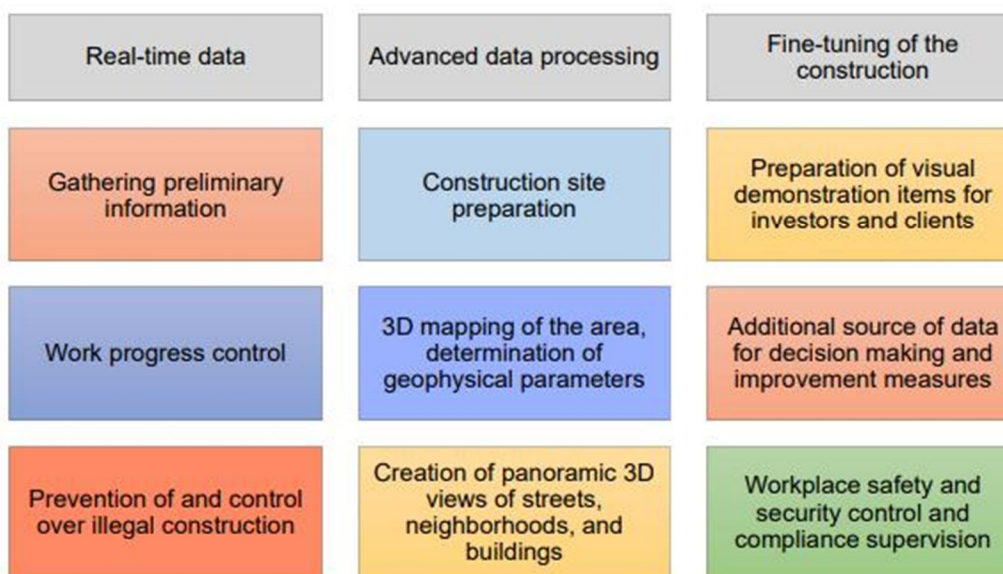 Real-time data
Advanced data processing
Fine-tuning of the
construction
Gathering preliminary
information
Construction site
preparation
Preparation of visual
demonstration items for
investors and clients
Work progress control
3D mapping of the area,
determination of
geophysical parameters
Additional source of data
for decision making and
improvement measures
Prevention of and control
over illegal construction
Creation of panoramic 3D
views of streets,
neighborhoods, and
buildings
Workplace safety and
security control and
compliance supervision